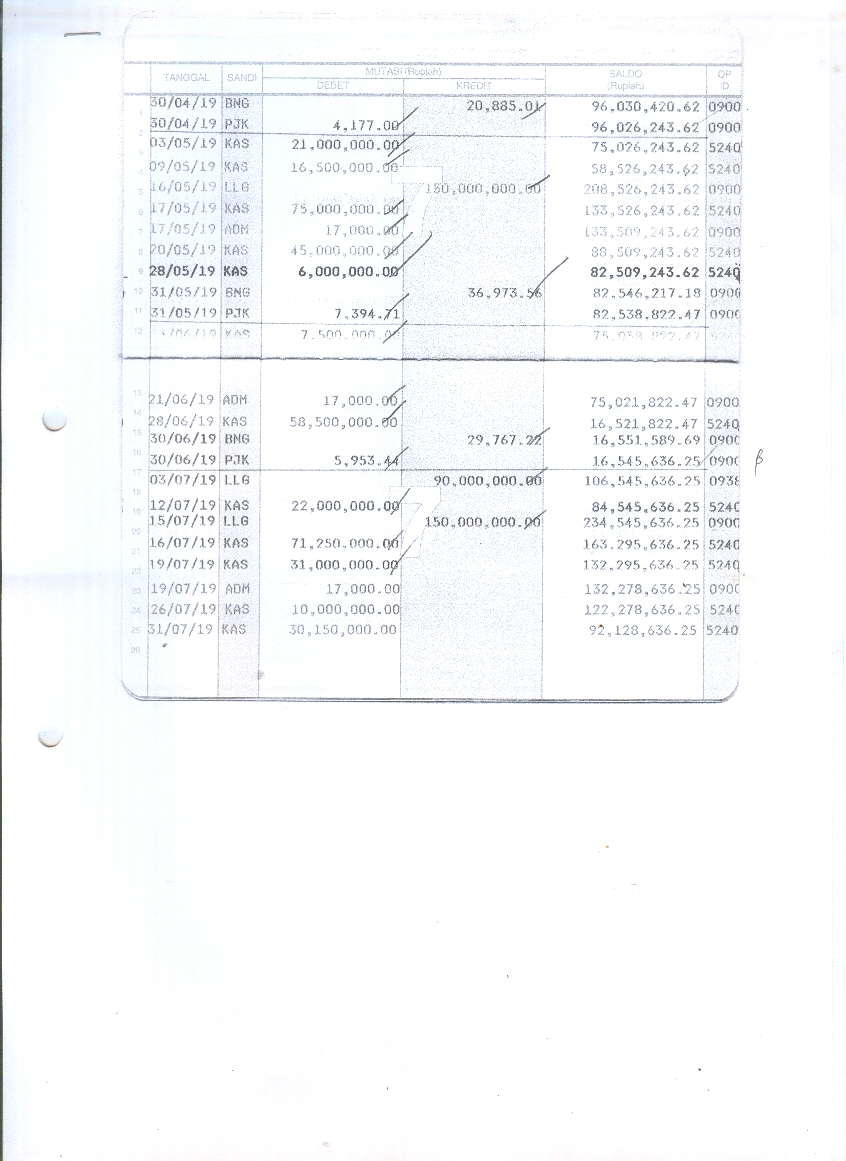 TANGGAL SANDI MUTASI (Rupiah) SALDO (Rupiah) OP ID
DEBET KREDIT
1 30/04/19 BNG 20,885.01 96,030,420.62 0900
2 30/04/19 PJK 4,177.00 96,026,243.62 0900
3 03/05/19 KAS 21,000,000.00 75,026,243.62 5240
4 09/05/19 KAS 16,500,000.00 58,526,243.62 5240
5 16/05/19 LLG 150,000,000.00 208,526,243.62 0900
6 17/05/19 KAS 75,000,000.00 133,526,243.62 5240
7 17/05/19 ADM 17,000.00 133,509,243.62 0900
8 20/05/19 KAS 45,000,000.00 88,509,243.62 5240
9 28/05/19 KAS 6,000,000.00 82,509,243.62 5240
10 31/05/19 BNG 36,973.56 82,546,217.18 0900
11 31/05/19 PJK 7,394.71 82,538,822.47 0900
12 KAS 7,500,000.00 75,038,822.47
13 21/06/19 ADM 17,000.00 75,021,822.47 0900
14 28/06/19 KAS 58,500,000.00 16,521,822.47 5240
15 30/06/19 BNG 29,767.22 16,551,589.69 0900
16 30/06/19 PJK 5,953.44 16,545,636.25 0900
17 03/07/19 LLG 90,000,000.00 106,545,636.25 0938
18
19 12/07/19 KAS 22,000,000.00 84,545,636.25 5240
15/07/19 LLG 150,000,000.00 234,545,636.25 0900
20
16/07/19 KAS 71,250,000.00 163,295,636.25 5240
22 19/07/19 KAS 31,000,000.00 132,295,636.25 5240
23 19/07/19 ADM 17,000.00 132,278,636.25 0900
24 26/07/19 KAS 10,000,000.00 122,278,636.25 5240
25 31/07/19 KAS 30,150,000.00 92,128,636.25 5240
26